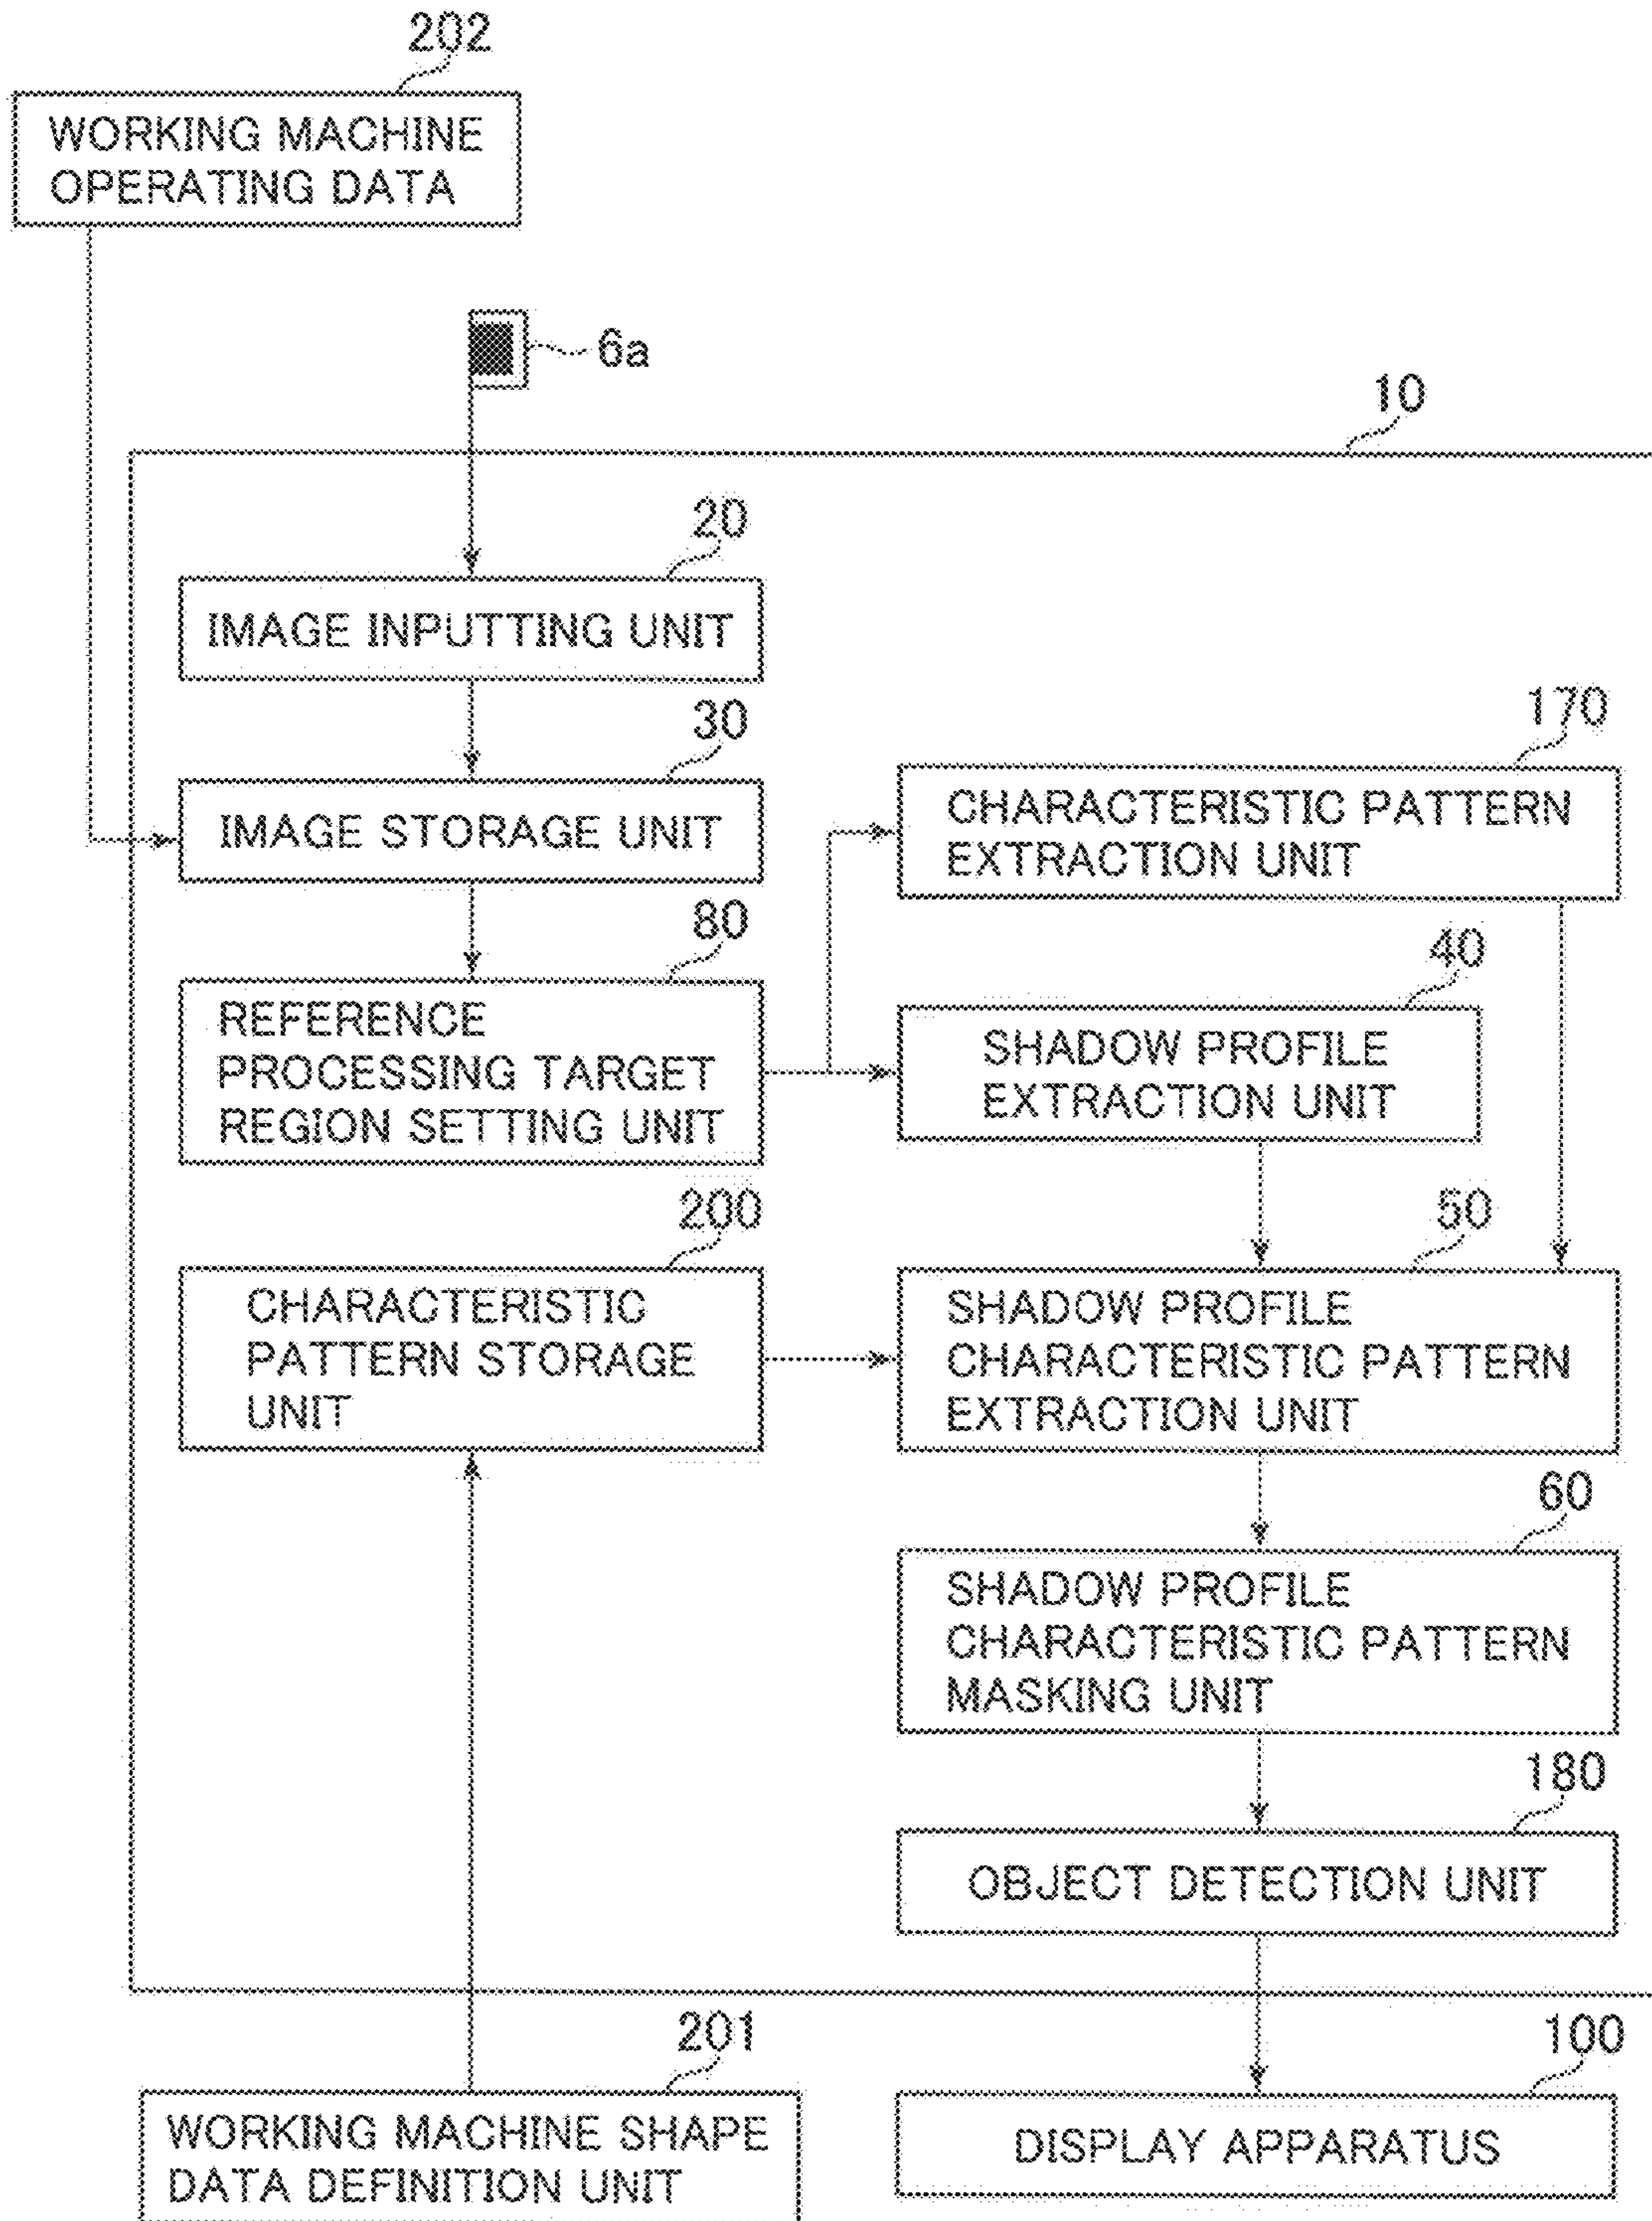 202
WORKING MACHINE
OPERATING DATA
6a
10
20
IMAGE INPUTTING UNIT
30
IMAGE STORAGE UNIT
170
CHARACTERISTIC PATTERN
EXTRACTION UNIT
80
REFERENCE
PROCESSING TARGET
REGION SETTING UNIT
40
SHADOW PROFILE
EXTRACTION UNIT
200
CHARACTERISTIC
PATTERN STORAGE
UNIT
50
SHADOW PROFILE
CHARACTERISTIC PATTERN
EXTRACTION UNIT
60
SHADOW PROFILE
CHARACTERISTIC PATTERN
MASKING UNIT
180
OBJECT DETECTION UNIT
201
WORKING MACHINE SHAPE
DATA DEFINITION UNIT
100
DISPLAY APPARATUS